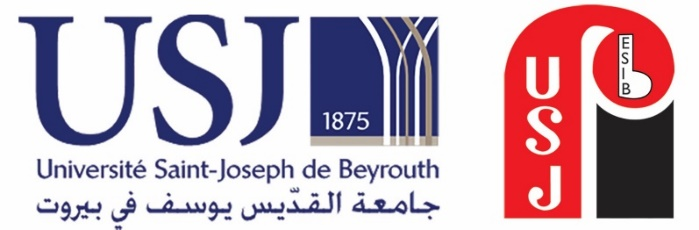 USJ
1875
Université Saint-Joseph de Beyrouth
جامعة القدّيس يوسف في بيروت
USJ
ESIB